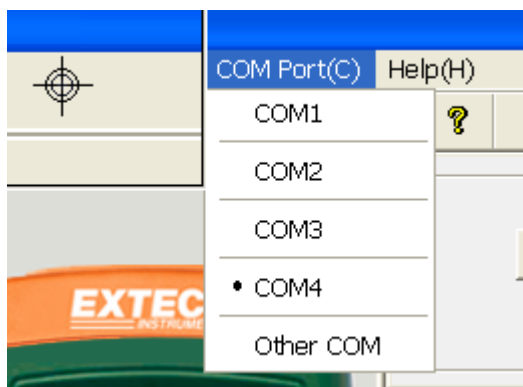 COM Port(C) Help(H)
COM1
COM2
COM3
COM4
Other COM
EXTEC